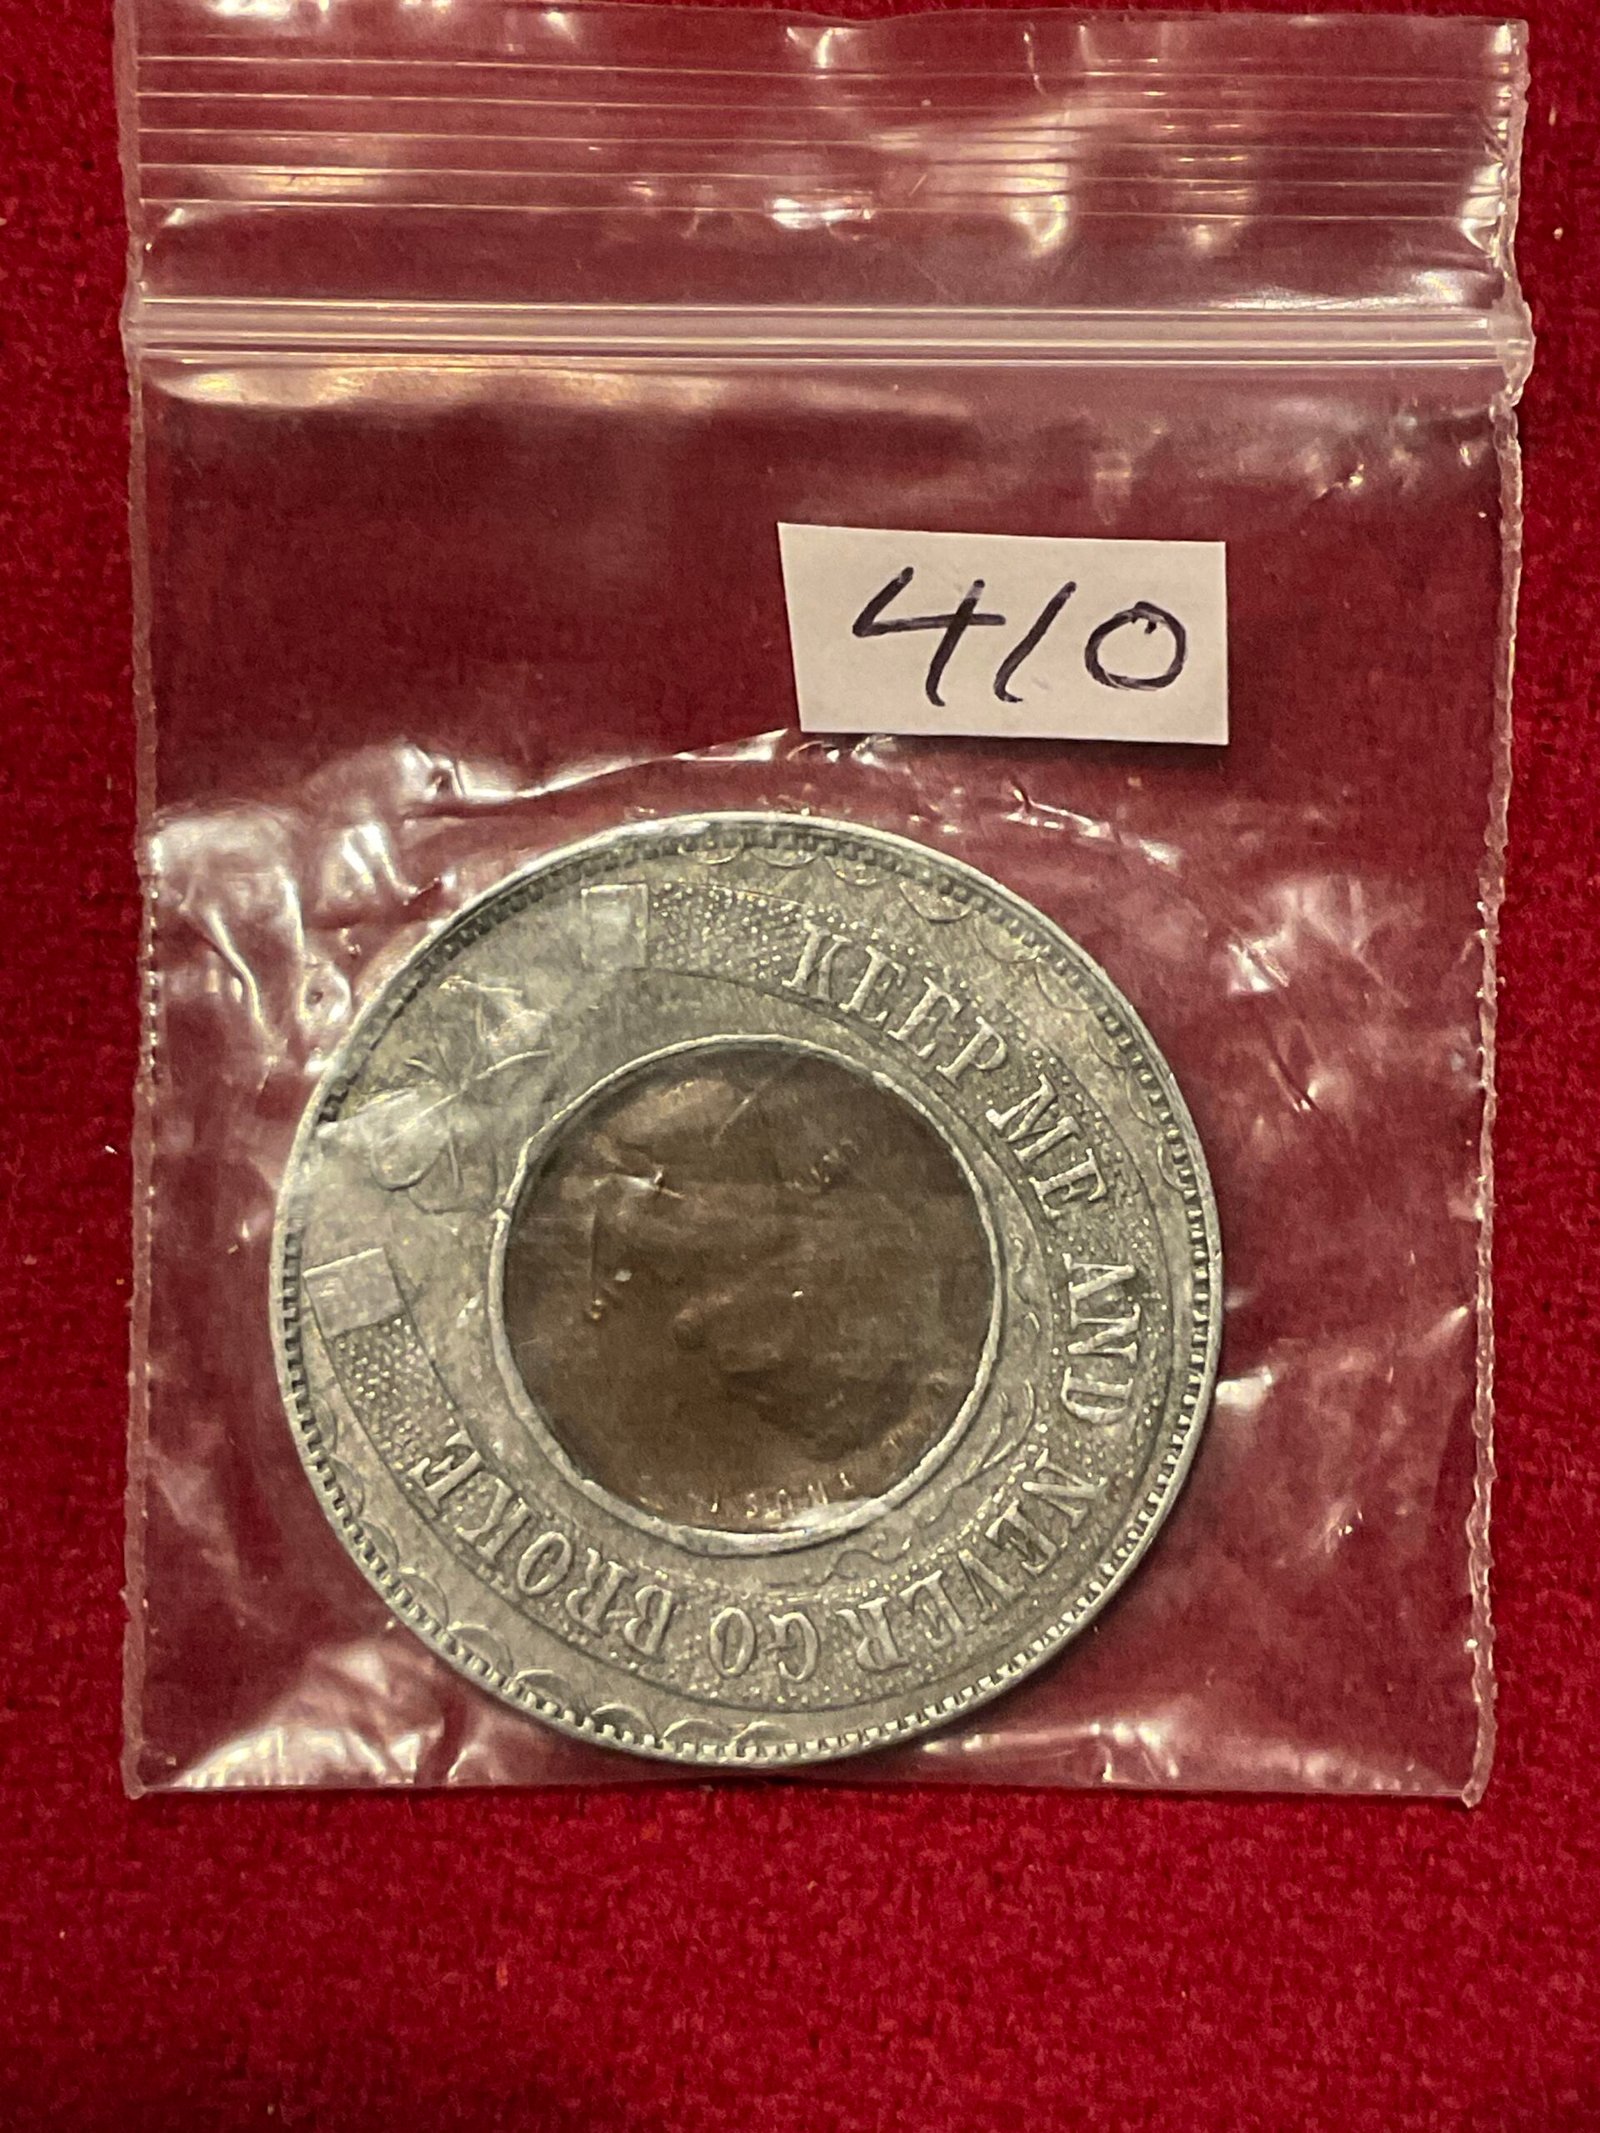 410
KEEP ME AND NEVER GO BROKE